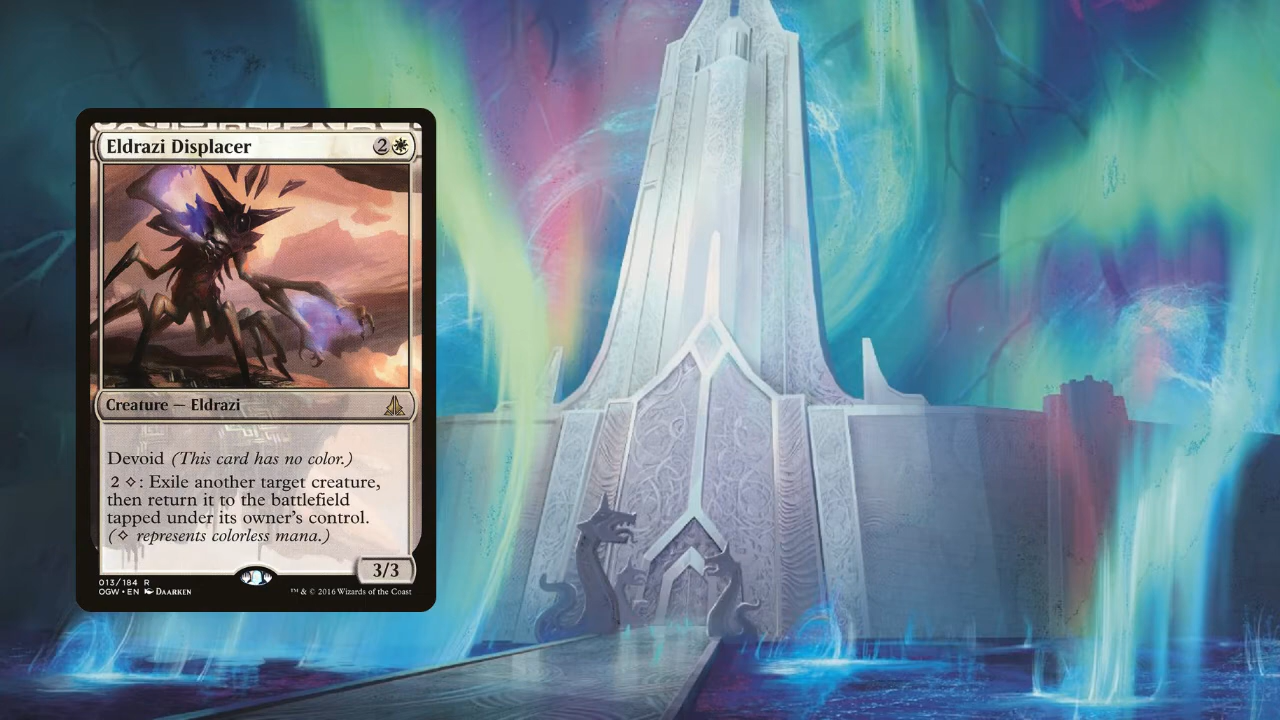 Eldrazi Displacer 2
Creature — Eldrazi
Devoid (This card has no color.)
2 ◇: Exile another target creature,
then return it to the battlefield
tapped under its owner's control.
(◇ represents colorless mana.)
3/3
013/184 R
OGW • EN DAARKEN
™ & © 2016 Wizards of the Coast